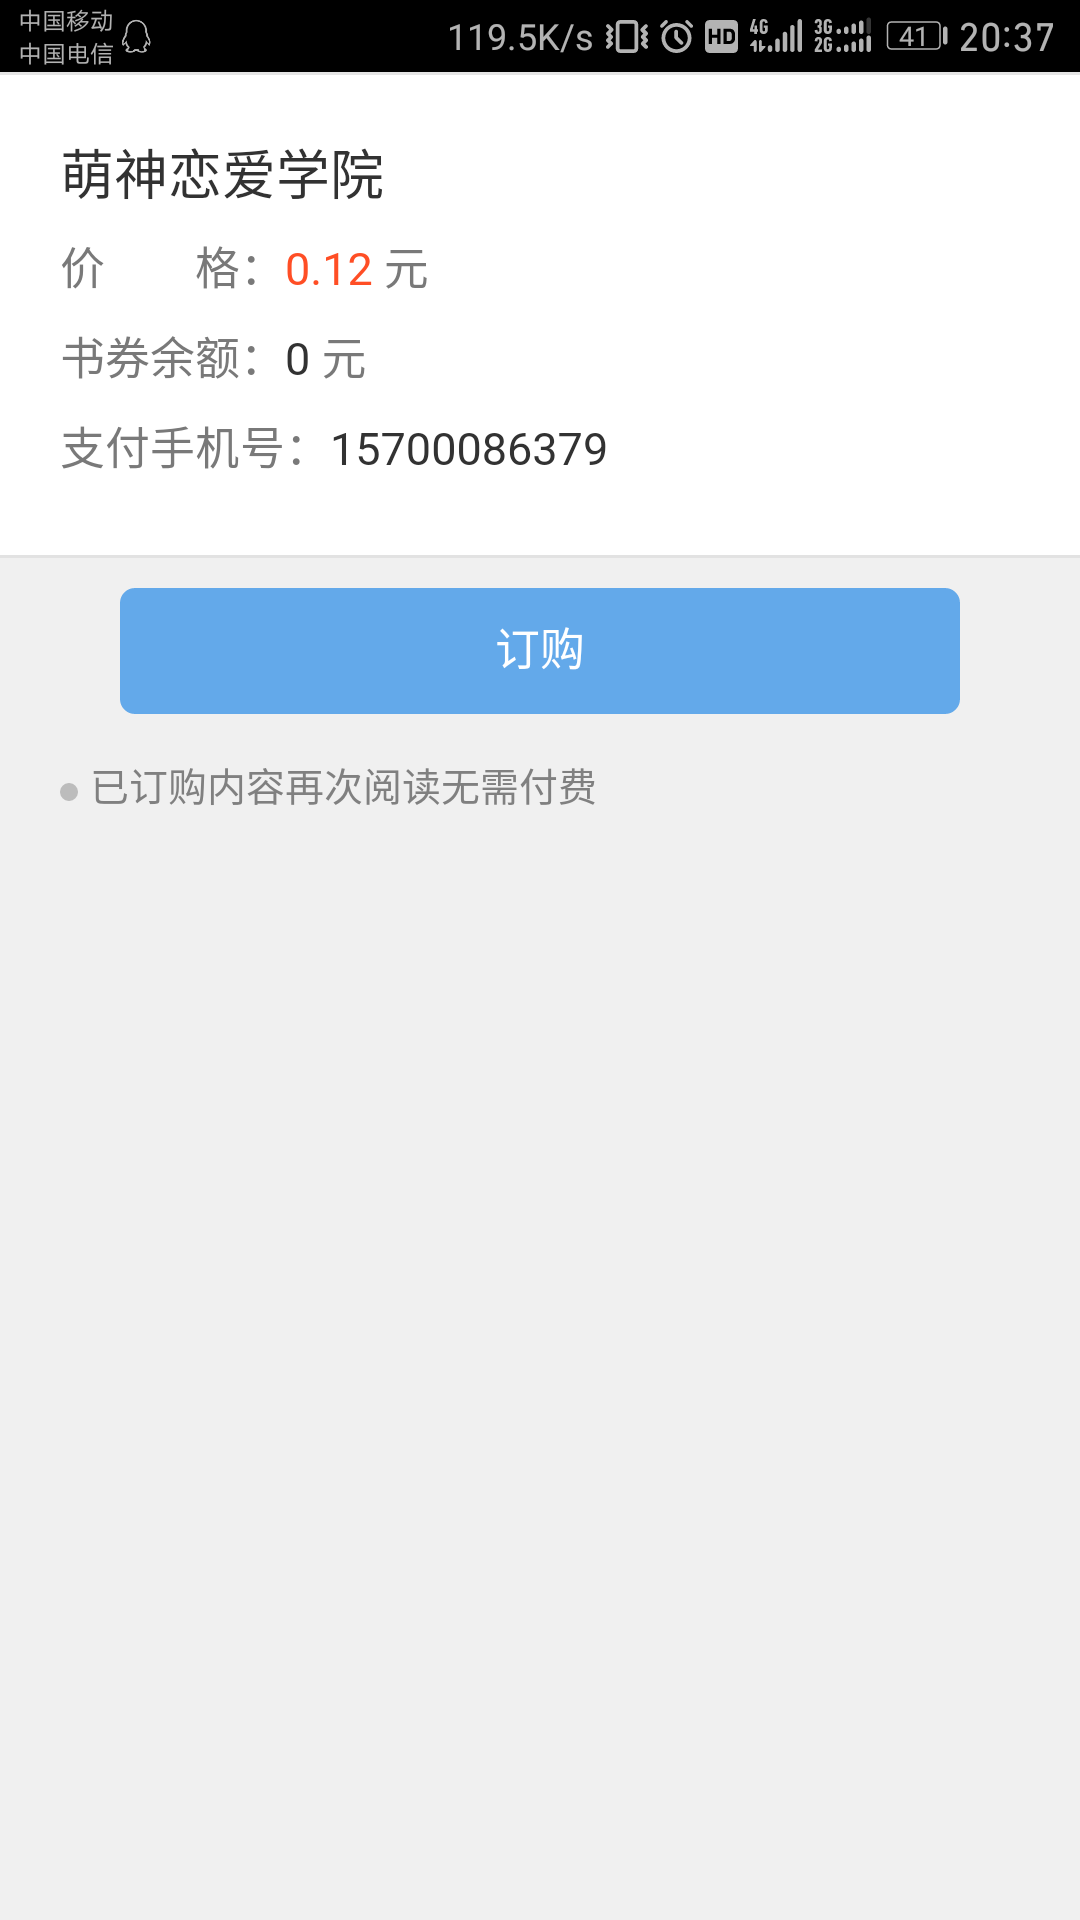 中国移动
中国电信
119.5K/s HD 4G 3G 2G 41 20:37
萌神恋爱学院
价 格：0.12 元
书券余额：0 元
支付手机号：15700086379
订购
已订购内容再次阅读无需付费